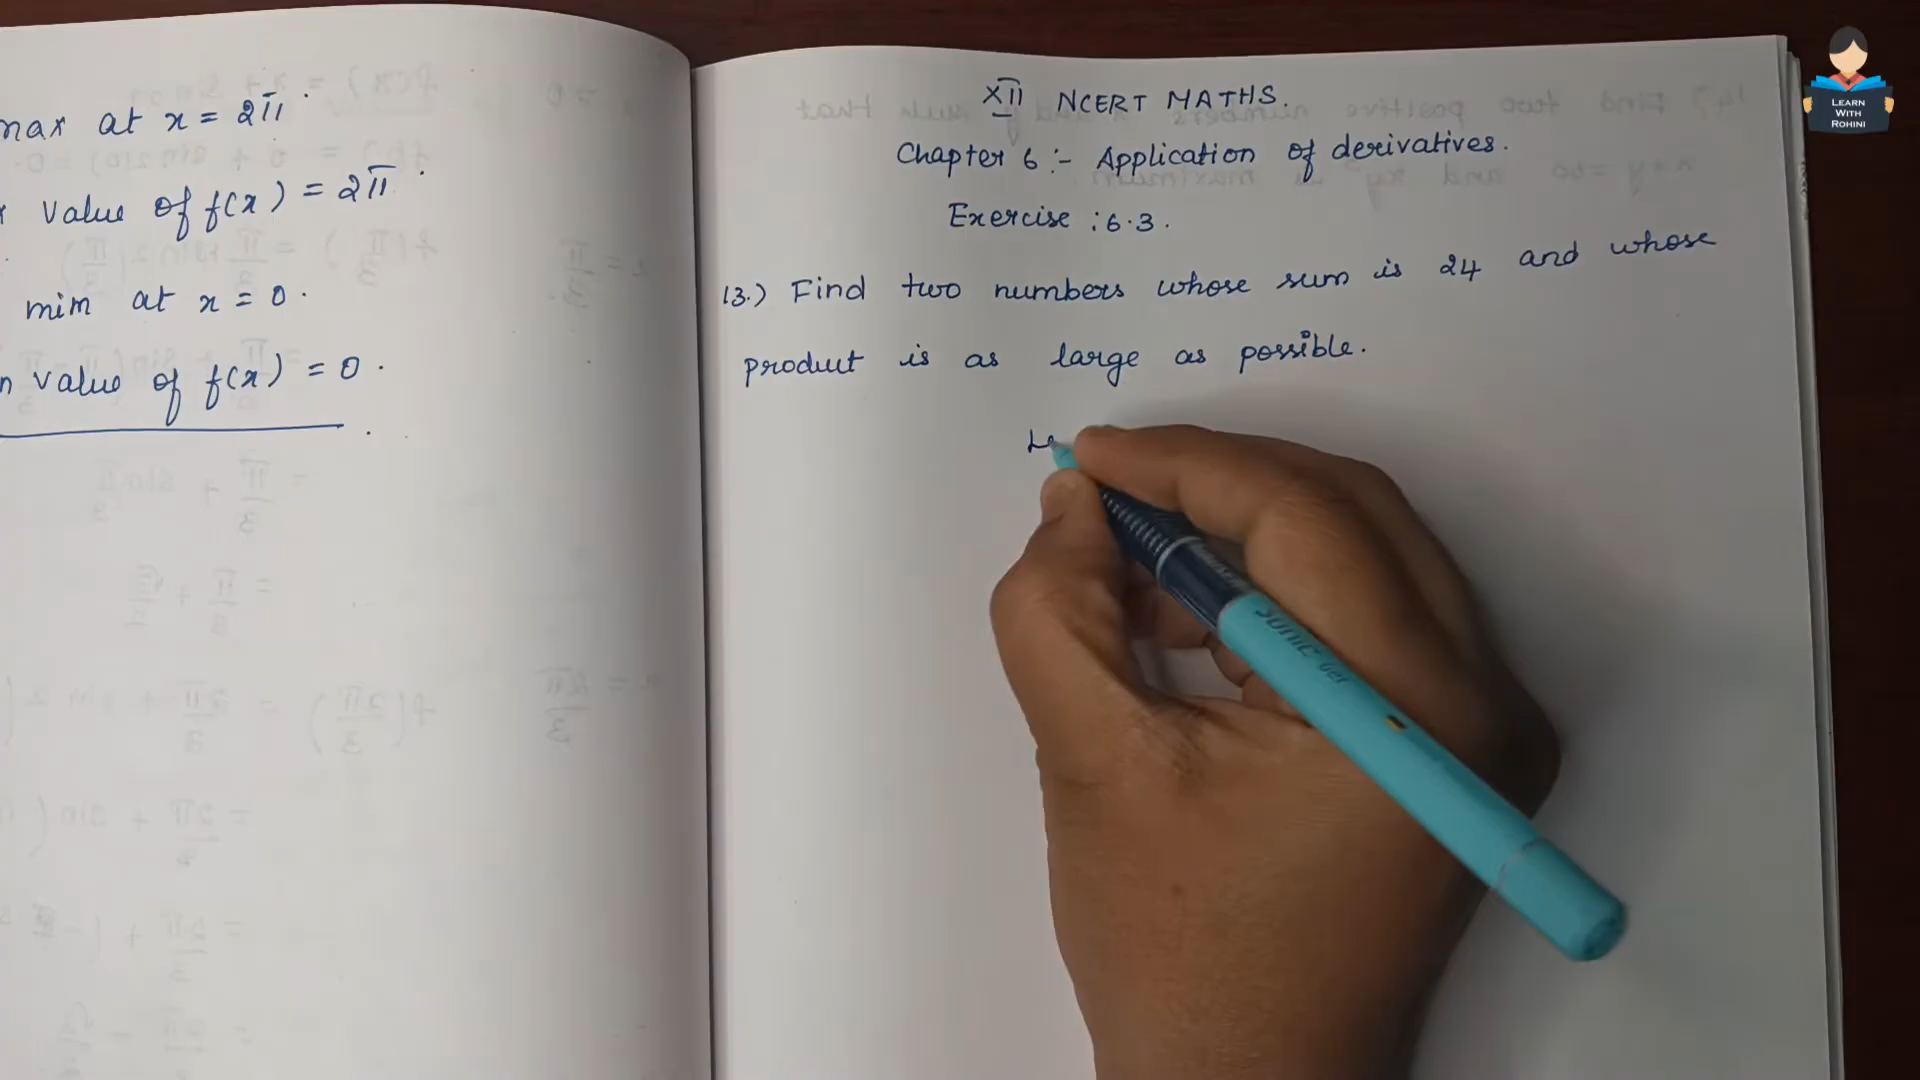 max at x = 2π
value of f(x) = 2π
min at x = 0.
n value of f(x) = 0.
XII NCERT MATHS.
Chapter 6 :- Application of derivatives.
Exercise : 6.3.
13.) Find two numbers whose sum is 24 and whose
product is as large as possible.
Le
LEARN
WITH
ROHINI